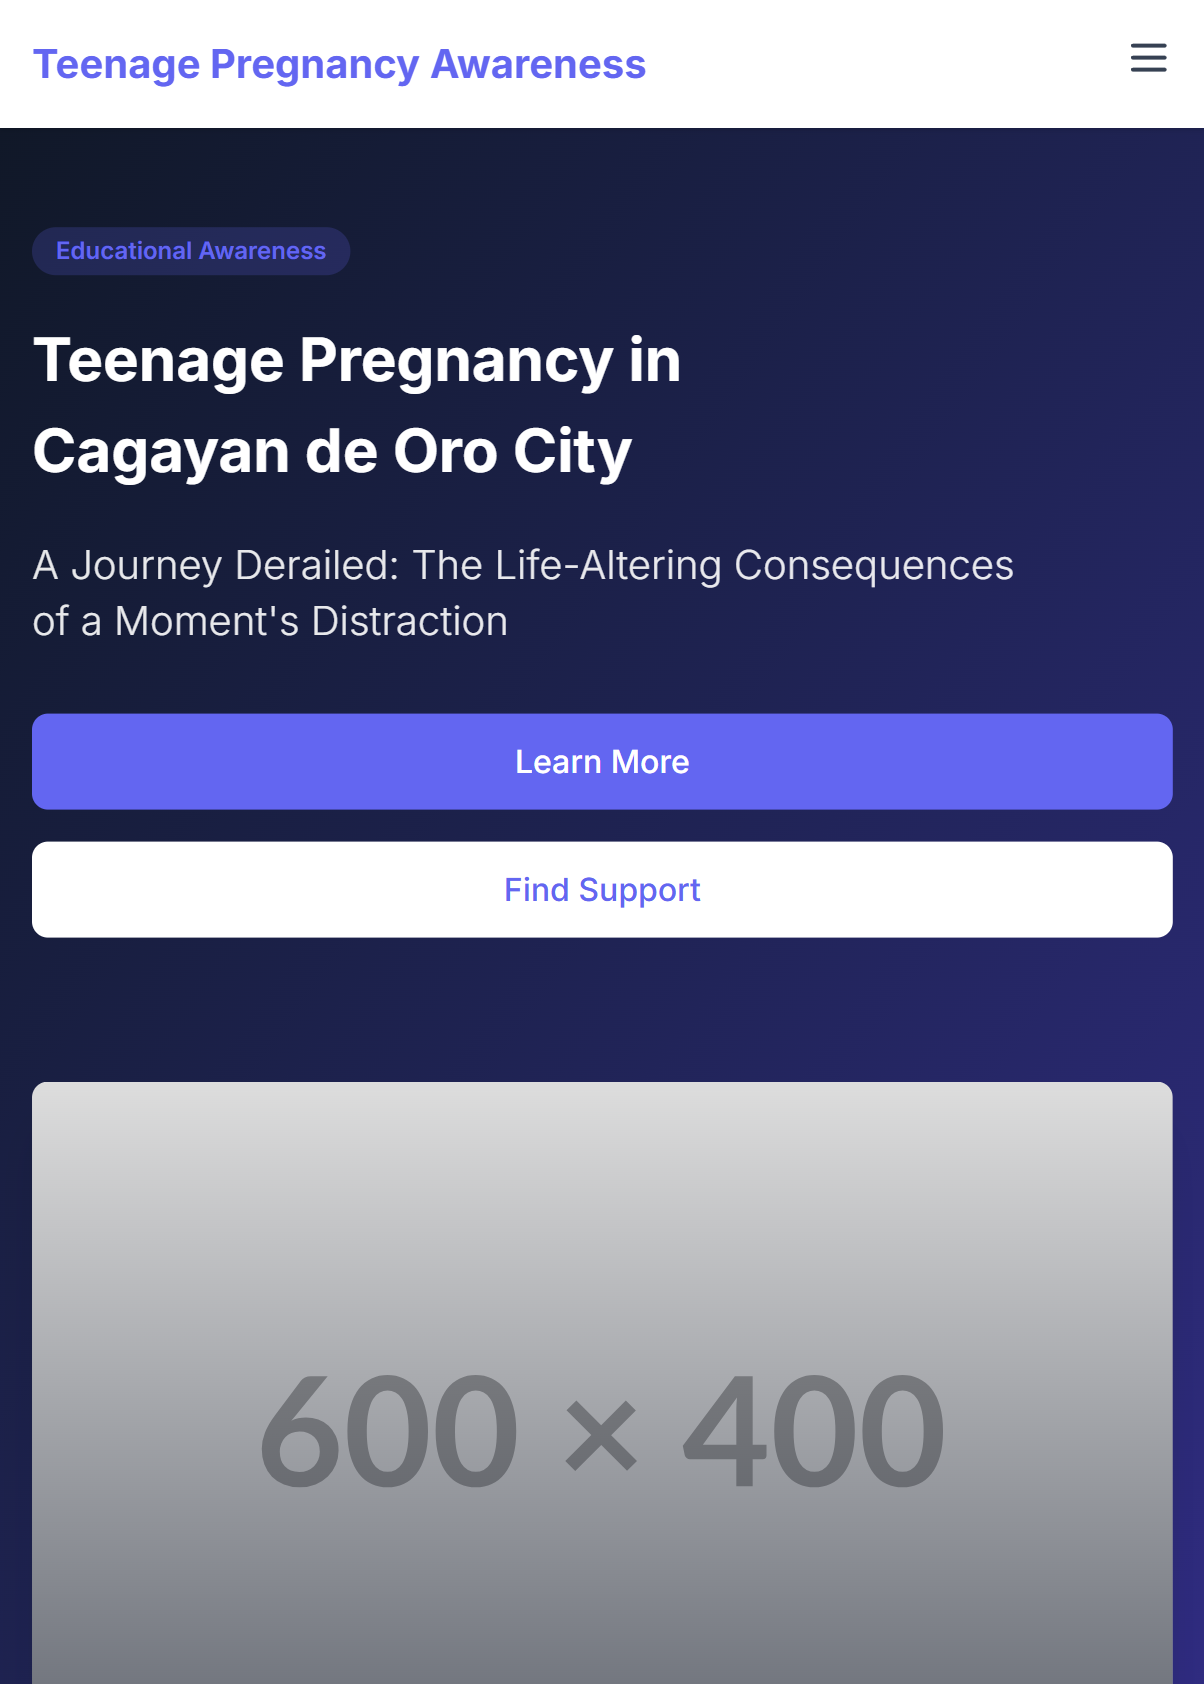 Teenage Pregnancy Awareness
Educational Awareness
Teenage Pregnancy in
Cagayan de Oro City
A Journey Derailed: The Life-Altering Consequences
of a Moment's Distraction
Learn More
Find Support
600 × 400